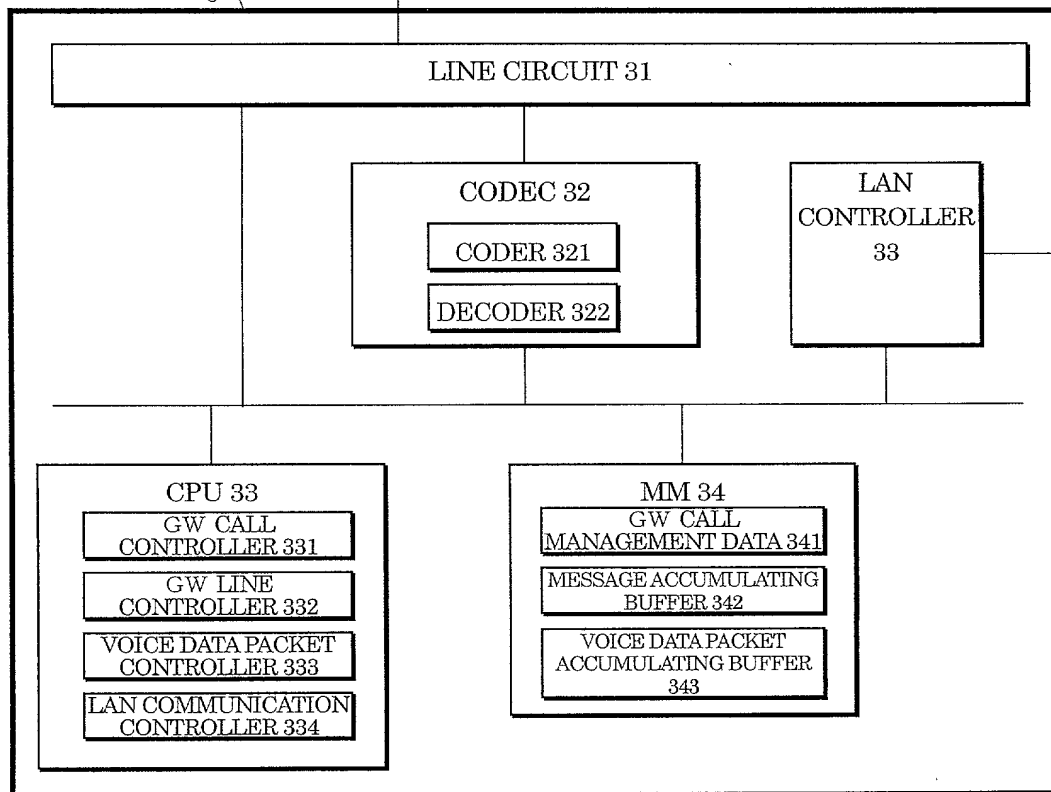 LINE CIRCUIT 31
CODEC 32
CODER 321
DECODER 322
LAN
CONTROLLER
33
CPU 33
GW CALL
CONTROLLER 331
GW LINE
CONTROLLER 332
VOICE DATA PACKET
CONTROLLER 333
LAN COMMUNICATION
CONTROLLER 334
MM 34
GW CALL
MANAGEMENT DATA 341
MESSAGE ACCUMULATING
BUFFER 342
VOICE DATA PACKET
ACCUMULATING BUFFER
343